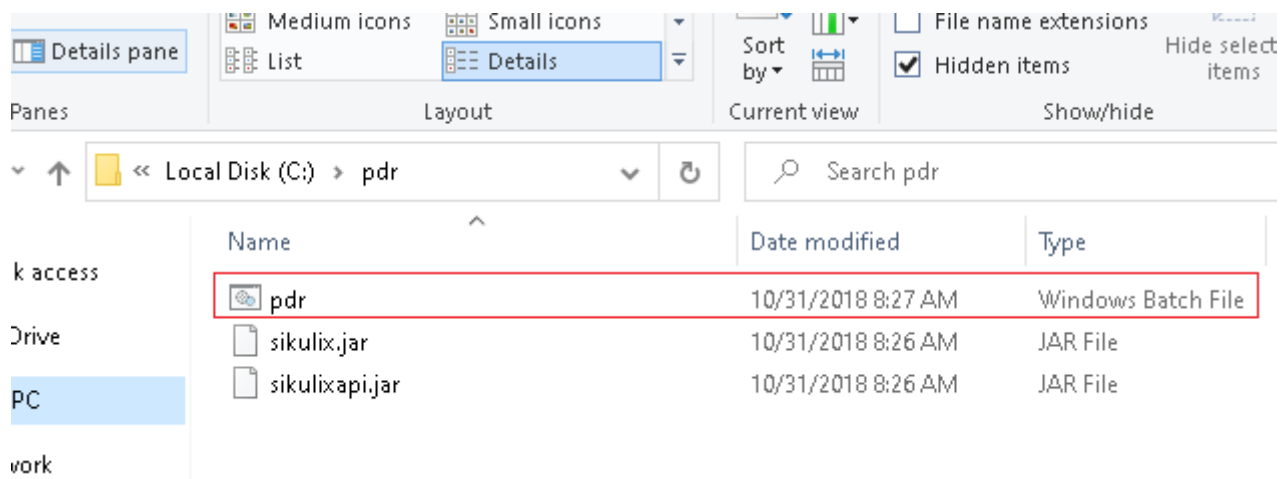 Medium icons Small icons File name extensions
Details pane Sort Hide select
List Details by Hidden items items
Panes Layout Current view Show/hide
« Local Disk (C:) > pdr Search pdr
Name Date modified Type
k access
pdr 10/31/2018 8:27 AM Windows Batch File
Drive sikulix.jar 10/31/2018 8:26 AM JAR File
PC sikulixapi.jar 10/31/2018 8:26 AM JAR File
work